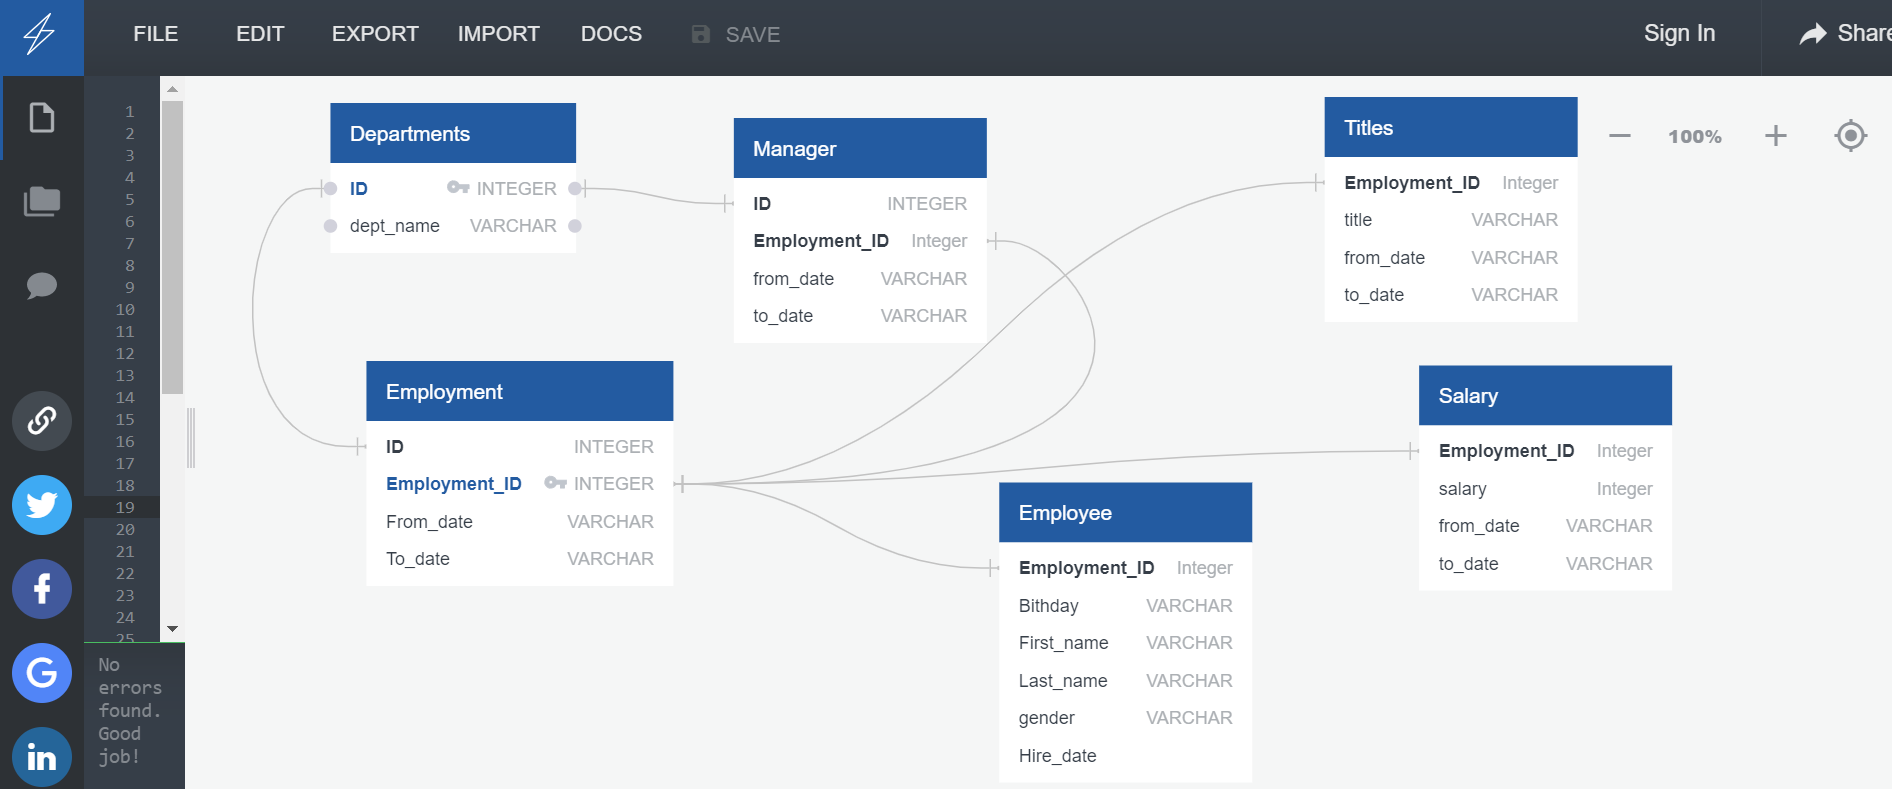 FILE EDIT EXPORT IMPORT DOCS SAVE Sign In Share
1
2
3
4
5
6
7
8
9
10
11
12
13
14
15
16
17
18
19
20
21
22
23
24
25
No
errors
found.
Good
job!
Departments
ID INTEGER
dept_name VARCHAR
Manager
ID INTEGER
Employment_ID Integer
from_date VARCHAR
to_date VARCHAR
Titles
Employment_ID Integer
title VARCHAR
from_date VARCHAR
to_date VARCHAR
100%
Employment
ID INTEGER
Employment_ID INTEGER
From_date VARCHAR
To_date VARCHAR
Salary
Employment_ID Integer
salary Integer
from_date VARCHAR
to_date VARCHAR
Employee
Employment_ID Integer
Bithday VARCHAR
First_name VARCHAR
Last_name VARCHAR
gender VARCHAR
Hire_date
f
G
in